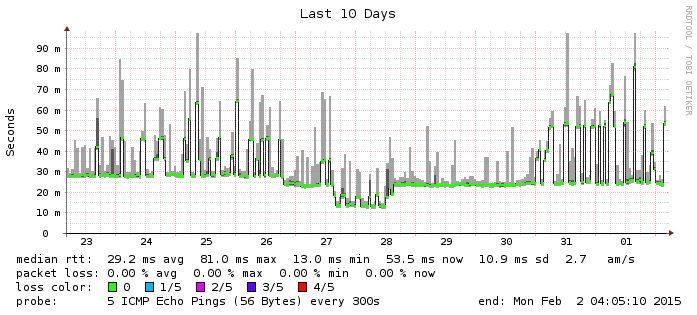 Last 10 Days
RRDTOOL / TOBI OETIKER
Seconds
90 m
80 m
70 m
60 m
50 m
40 m
30 m
20 m
10 m
0
23 24 25 26 27 28 29 30 31 01
median rtt: 29.2 ms avg 81.0 ms max 13.0 ms min 53.5 ms now 10.9 ms sd 2.7 am/s
packet loss: 0.00 % avg 0.00 % max 0.00 % min 0.00 % now
loss color: 0 1/5 2/5 3/5 4/5
probe: 5 ICMP Echo Pings (56 Bytes) every 300s end: Mon Feb 2 04:05:10 2015